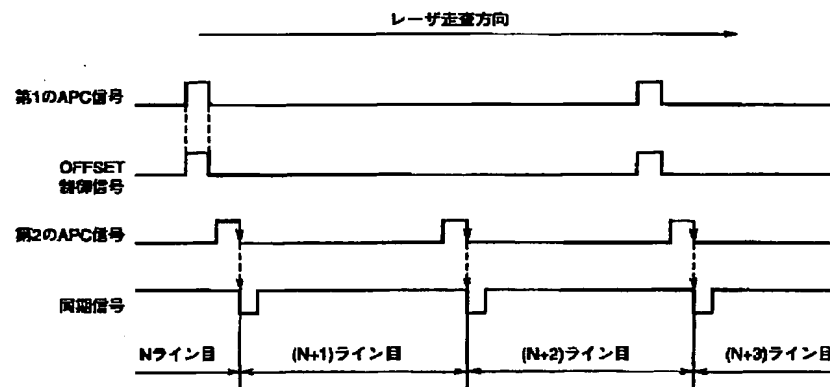 レーザ走査方向
第1のAPC信号
OFFSET
制御信号
第2のAPC信号
同期信号
Nライン目
(N+1)ライン目
(N+2)ライン目
(N+3)ライン目